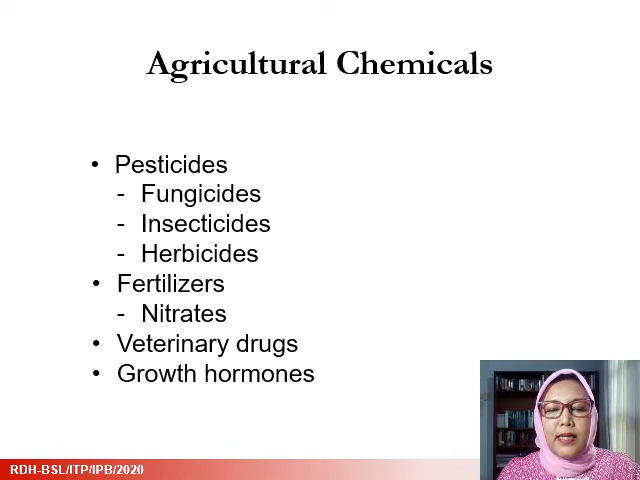 Agricultural Chemicals
• Pesticides
- Fungicides
- Insecticides
- Herbicides
• Fertilizers
- Nitrates
• Veterinary drugs
• Growth hormones
RDH-BSL/ITP/IPB/2020